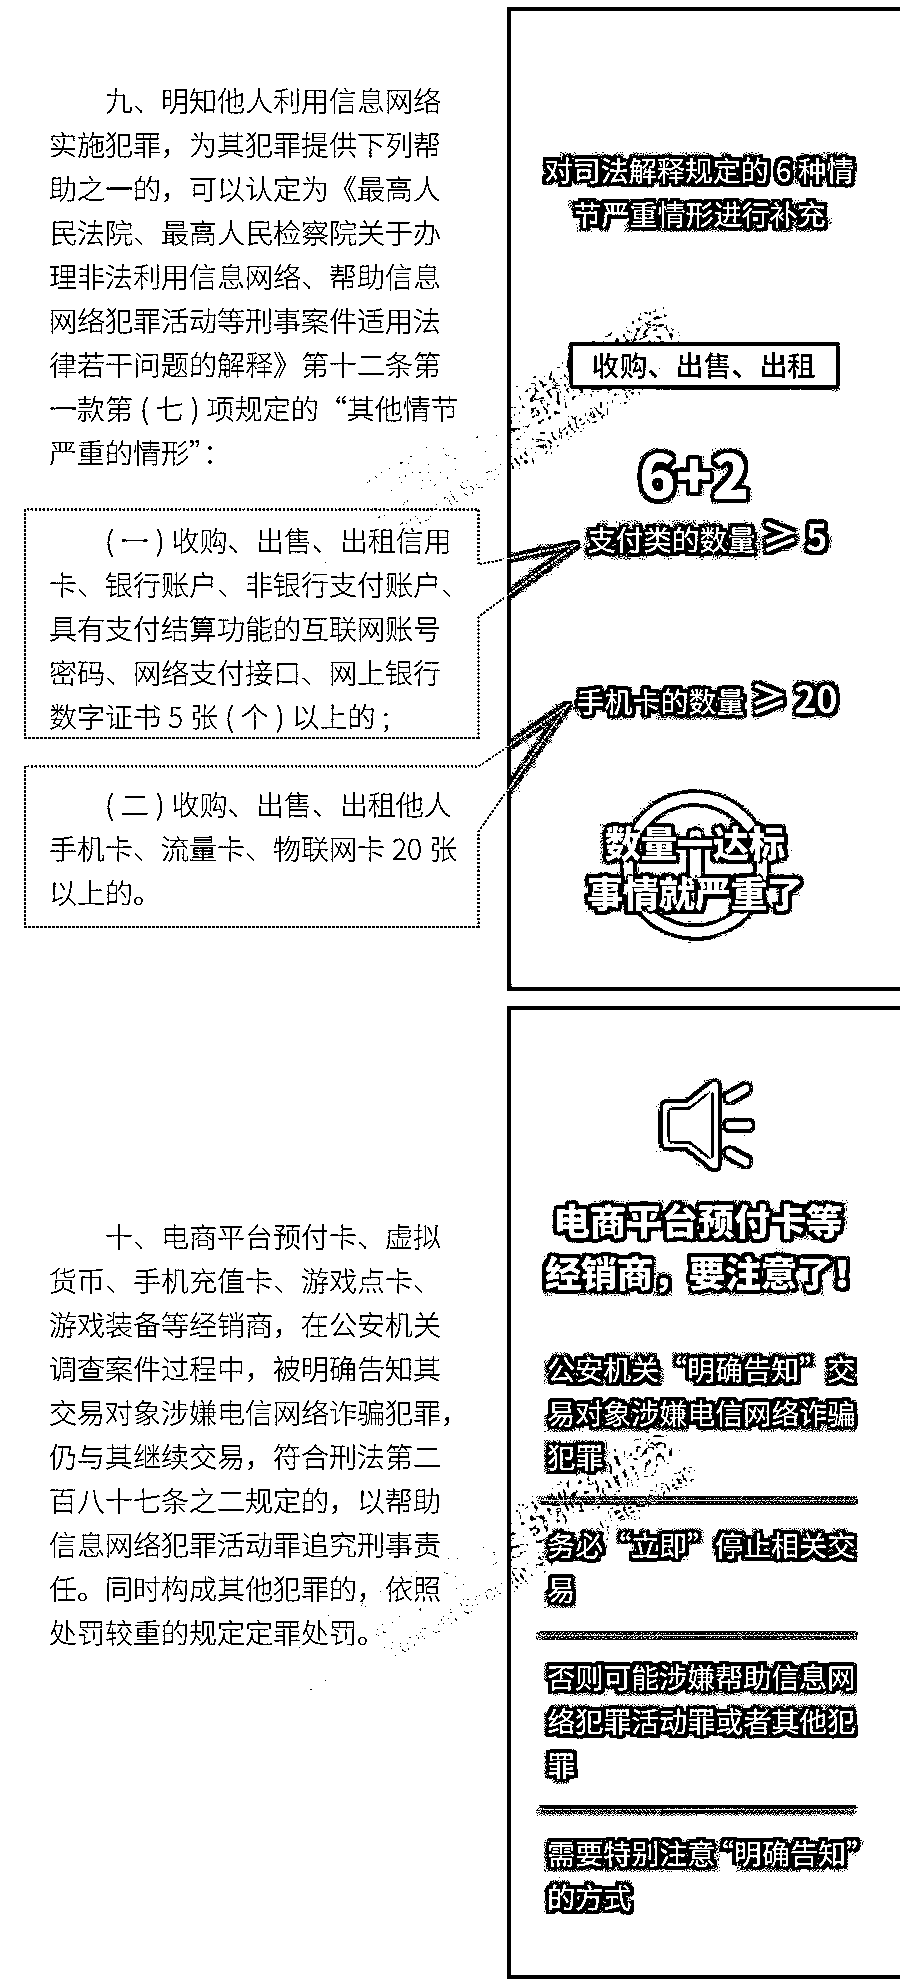 九、明知他人利用信息网络
实施犯罪，为其犯罪提供下列帮
助之一的，可以认定为《最高人
民法院、最高人民检察院关于办
理非法利用信息网络、帮助信息
网络犯罪活动等刑事案件适用法
律若干问题的解释》第十二条第
一款第(七)项规定的“其他情节
严重的情形”：
(一)收购、出售、出租信用
卡、银行账户、非银行支付账户、
具有支付结算功能的互联网账号
密码、网络支付接口、网上银行
数字证书5张(个)以上的；
(二)收购、出售、出租他人
手机卡、流量卡、物联网卡20张
以上的。
对司法解释规定的6种情
节严重情形进行补充
收购、出售、出租
6+2
支付类的数量≥5
手机卡的数量≥20
数量一达标
事情就严重了
十、电商平台预付卡、虚拟
货币、手机充值卡、游戏点卡、
游戏装备等经销商，在公安机关
调查案件过程中，被明确告知其
交易对象涉嫌电信网络诈骗犯罪，
仍与其继续交易，符合刑法第二
百八十七条之二规定的，以帮助
信息网络犯罪活动罪追究刑事责
任。同时构成其他犯罪的，依照
处罚较重的规定定罪处罚。
电商平台预付卡等
经销商，要注意了！
公安机关“明确告知”交
易对象涉嫌电信网络诈骗
犯罪
务必“立即”停止相关交
易
否则可能涉嫌帮助信息网
络犯罪活动罪或者其他犯
罪
需要特别注意“明确告知”
的方式